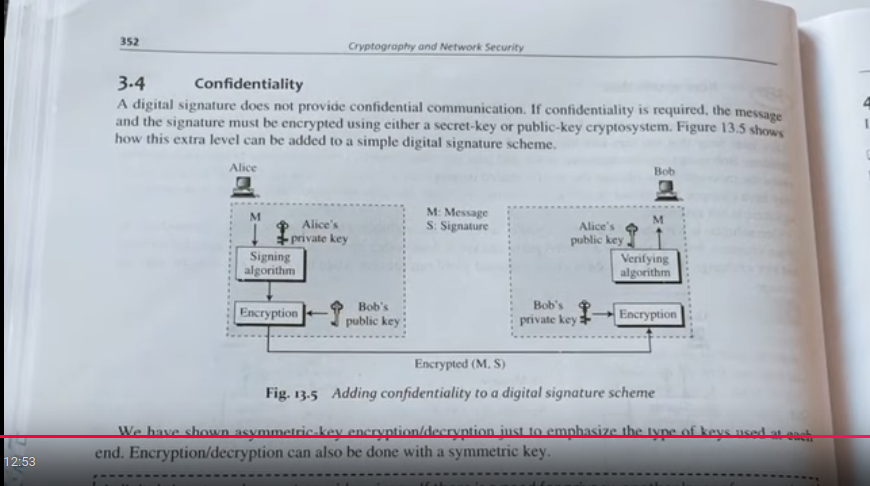 352
Cryptography and Network Security
3.4 Confidentiality
A digital signature does not provide confidential communication. If confidentiality is required, the message
and the signature must be encrypted using either a secret-key or public-key cryptosystem. Figure 13.5 shows
how this extra level can be added to a simple digital signature scheme.
Alice
Bob
M
Alice's
private key
M: Message
S: Signature
Alice's
public key
M
Signing
algorithm
Verifying
algorithm
Encryption
Bob's
public key
Bob's
private key
Encryption
Encrypted (M, S)
Fig. 13.5 Adding confidentiality to a digital signature scheme
We have shown asymmetric-key encryption/decryption just to emphasize the type of keys used at each
end. Encryption/decryption can also be done with a symmetric key.
12:53